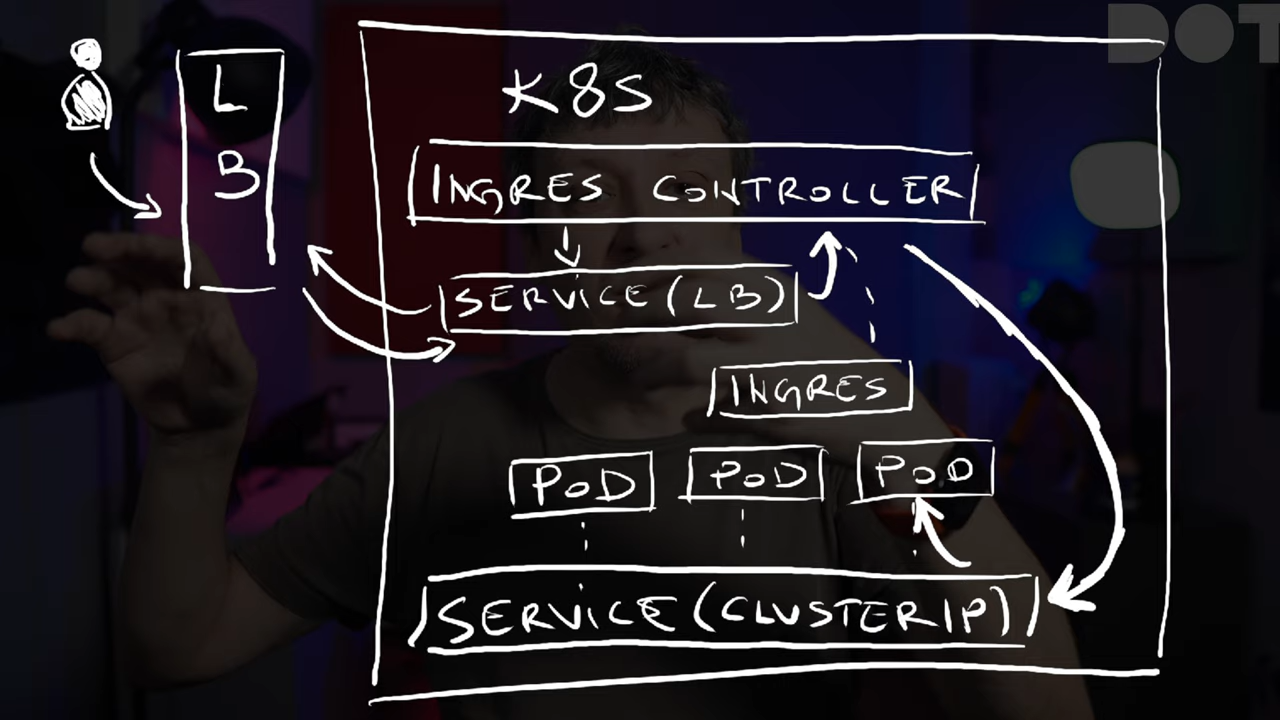 DOT
L
B
K8S
INGRES CONTROLLER
SERVICE (LB)
INGRES
POD POD POD
SERVICE (CLUSTERIP)